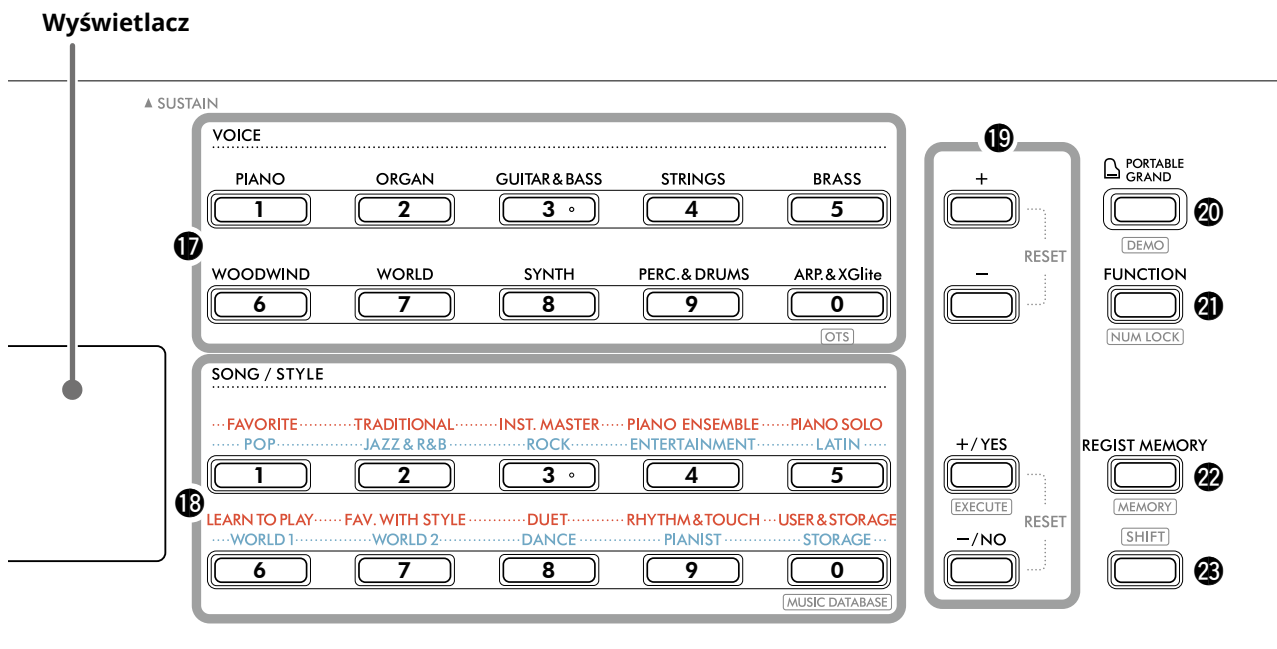 Wyświetlacz
▲ SUSTAIN
VOICE
PIANO ORGAN GUITAR & BASS STRINGS BRASS
1 2 3 4 5
⓱
WOODWIND WORLD SYNTH PERC. & DRUMS ARP. & XGlite
6 7 8 9 0
OTS
SONG / STYLE
FAVORITE TRADITIONAL INST. MASTER PIANO ENSEMBLE PIANO SOLO
POP JAZZ & R&B ROCK ENTERTAINMENT LATIN
1 2 3 4 5
⓲
LEARN TO PLAY FAV. WITH STYLE DUET RHYTHM & TOUCH USER & STORAGE
WORLD 1 WORLD 2 DANCE PIANIST STORAGE
6 7 8 9 0
MUSIC DATABASE
⓳
+
RESET
−
+/YES
EXECUTE
RESET
−/NO
PORTABLE
GRAND
⓴
DEMO
FUNCTION
㉑
NUM LOCK
REGIST MEMORY
㉒
MEMORY
SHIFT
㉓